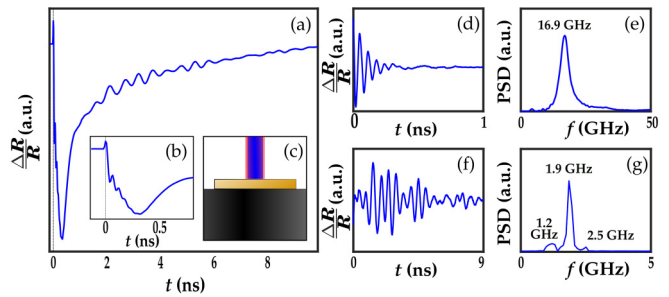 (a)
ΔR/R (a.u.)
0 2 4 6 8
t (ns)
(b)
0 0.5
t (ns)
(c)
(d)
ΔR/R (a.u.)
0 1
t (ns)
(e)
16.9 GHz
PSD (a.u.)
0 50
f (GHz)
(f)
ΔR/R (a.u.)
0 9
t (ns)
(g)
1.9 GHz
1.2
GHz
2.5 GHz
PSD (a.u.)
0 5
f (GHz)